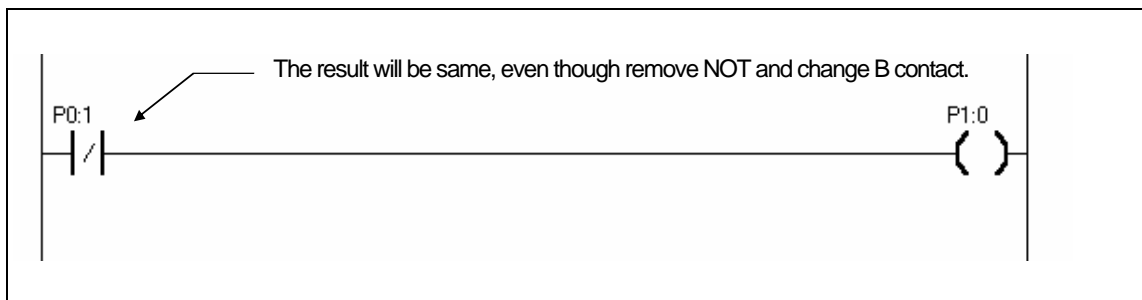 The result will be same, even though remove NOT and change B contact.
P0:1
P1:0